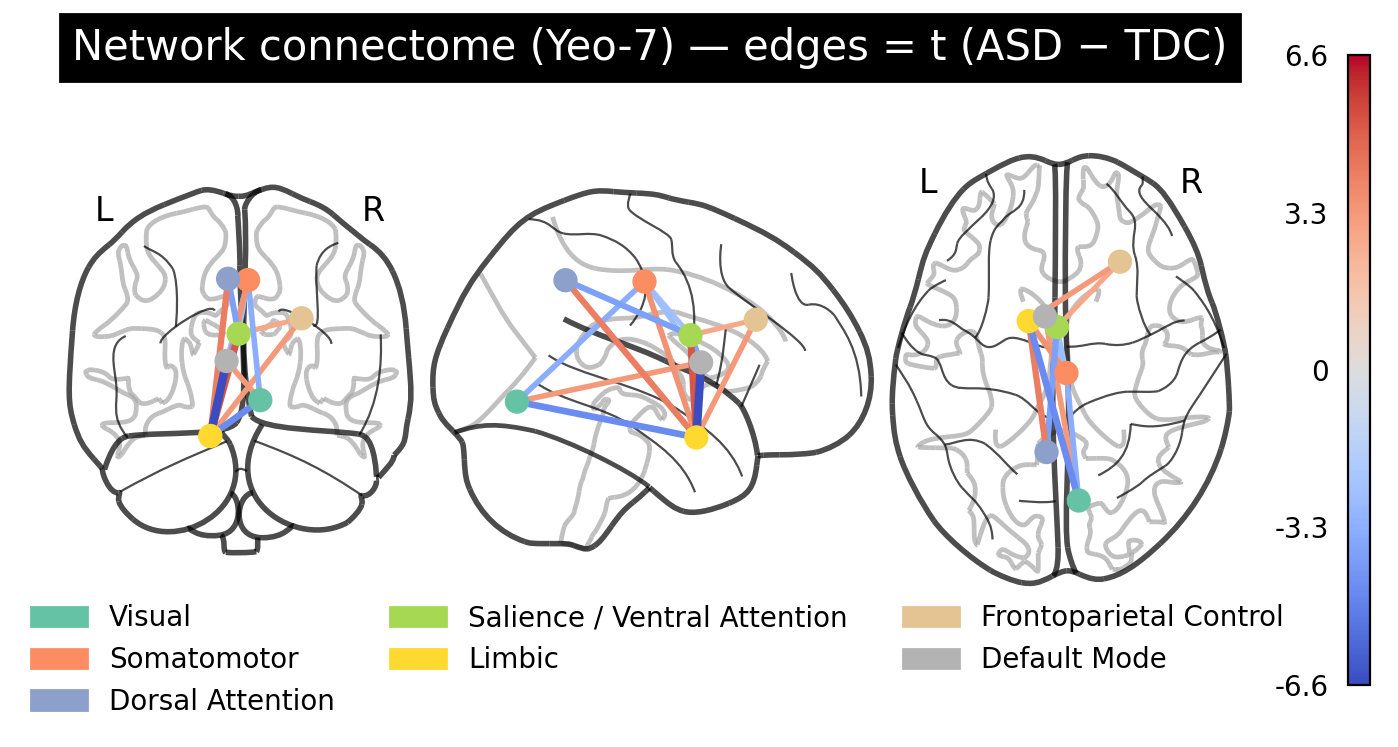 Network connectome (Yeo-7) — edges = t (ASD − TDC)
L
R
L
R
6.6
3.3
0
-3.3
-6.6
Visual
Somatomotor
Dorsal Attention
Salience / Ventral Attention
Limbic
Frontoparietal Control
Default Mode